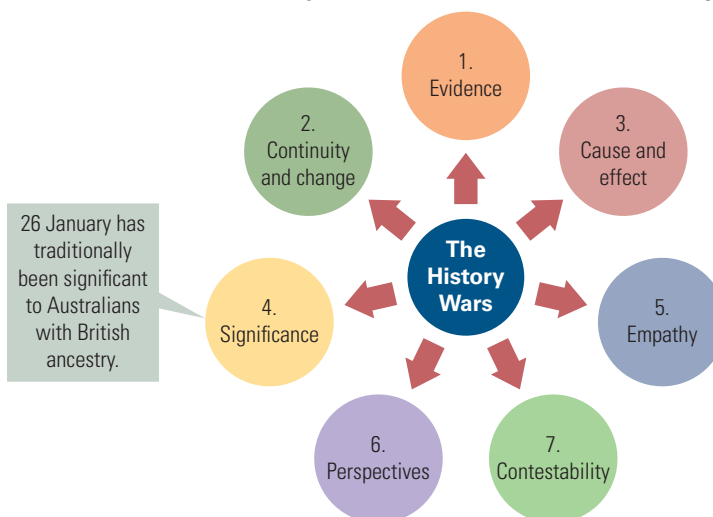 1.
Evidence
2.
Continuity
and change
3.
Cause and
effect
26 January has
traditionally
been significant
to Australians
with British
ancestry.
4.
Significance
The
History
Wars
5.
Empathy
6.
Perspectives
7.
Contestability